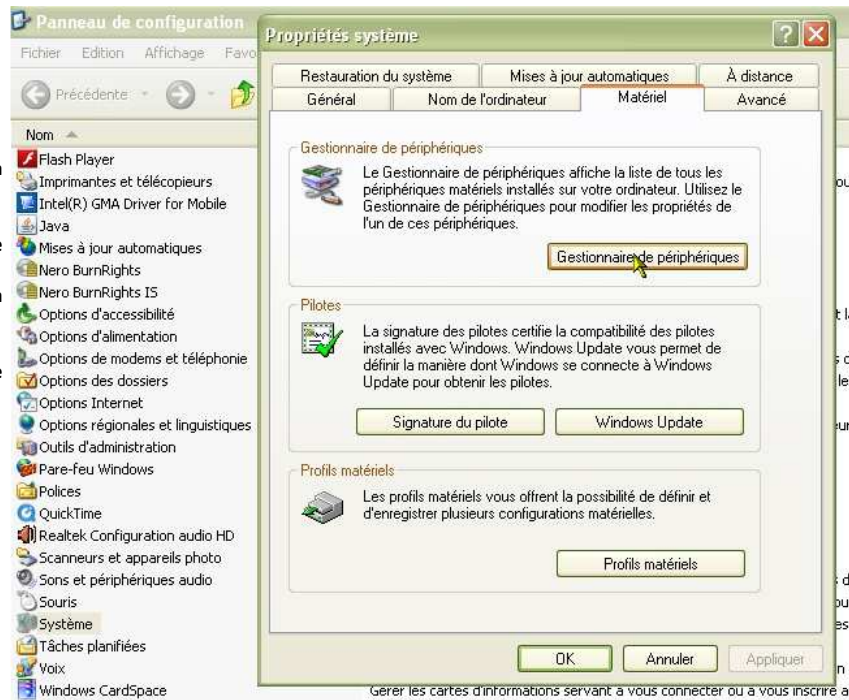 Panneau de configuration
Fichier Edition Affichage Favo
Précédente
Nom
Flash Player
Imprimantes et télécopieurs
Intel(R) GMA Driver for Mobile
Java
Mises à jour automatiques
Nero BurnRights
Nero BurnRights IS
Options d'accessibilité
Options d'alimentation
Options de modems et téléphonie
Options des dossiers
Options Internet
Options régionales et linguistiques
Outils d'administration
Pare-feu Windows
Polices
QuickTime
Realtek Configuration audio HD
Scanneurs et appareils photo
Sons et périphériques audio
Souris
Système
Tâches planifiées
Voix
Windows CardSpace
Propriétés système
Restauration du système Mises à jour automatiques À distance
Général Nom de l'ordinateur Matériel Avancé
Gestionnaire de périphériques
Le Gestionnaire de périphériques affiche la liste de tous les
périphériques matériels installés sur votre ordinateur. Utilisez le
Gestionnaire de périphériques pour modifier les propriétés de
l'un de ces périphériques.
Gestionnaire de périphériques
Pilotes
La signature des pilotes certifie la compatibilité des pilotes
installés avec Windows. Windows Update vous permet de
définir la manière dont Windows se connecte à Windows
Update pour obtenir les pilotes.
Signature du pilote Windows Update
Profils matériels
Les profils matériels vous offrent la possibilité de définir et
d'enregistrer plusieurs configurations matérielles.
Profils matériels
OK Annuler Appliquer
Gérer les cartes d'informations servant à vous connecter ou à vous inscrire à